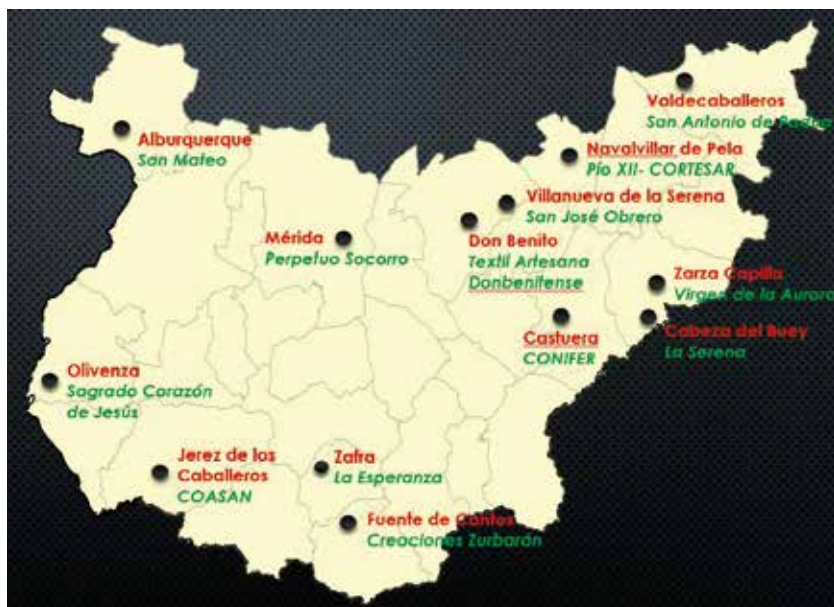 Valdecaballeros
San Antonio de Padua
Alburquerque
San Mateo
Navalvillar de Pela
Pío XII- CORTESAR
Villanueva de la Serena
San José Obrero
Mérida
Perpetuo Socorro
Don Benito
Textil Artesana
Donbenitense
Zarza Capilla
Virgen de la Aurora
Castuera
CONIFER
Cabeza del Buey
La Serena
Olivenza
Sagrado Corazón
de Jesús
Jerez de los
Caballeros
COASAN
Zafra
La Esperanza
Fuente de Cantos
Creaciones Zurbarán